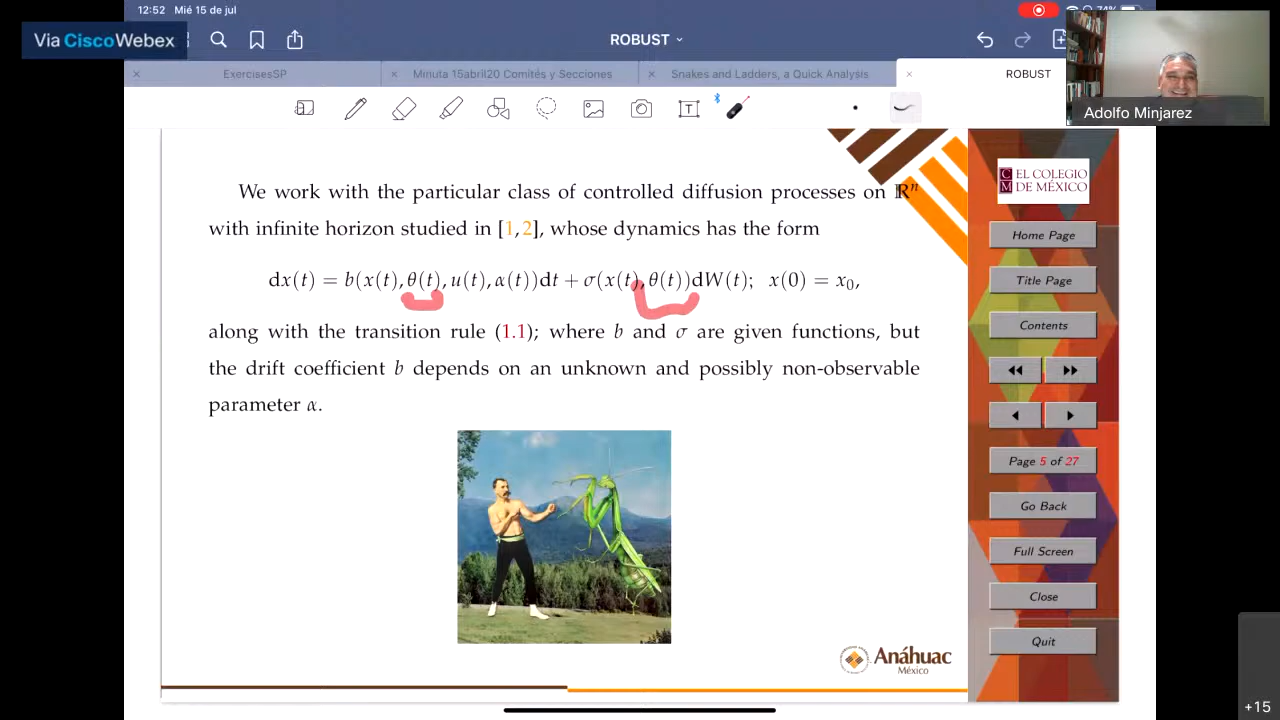 12:52 Mié 15 de jul
74%
Via CiscoWebex
ROBUST
ExercisesSP
Minuta 15abril20 Comités y Secciones
Snakes and Ladders, a Quick Analysis
ROBUST
T
Adolfo Minjarez
We work with the particular class of controlled diffusion processes on ℝⁿ
with infinite horizon studied in [1,2], whose dynamics has the form
dx(t) = b(x(t),θ(t),u(t),α(t))dt + σ(x(t),θ(t))dW(t); x(0) = x₀,
along with the transition rule (1.1); where b and σ are given functions, but
the drift coefficient b depends on an unknown and possibly non-observable
parameter α.
Anáhuac
México
CM EL COLEGIO
DE MÉXICO
Home Page
Title Page
Contents
Page 5 of 27
Go Back
Full Screen
Close
Quit
+15